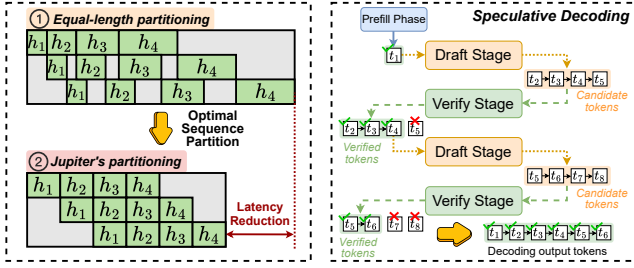 ① Equal-length partitioning
h1 h2 h3 h4
h1 h2 h3 h4
h1 h2 h3 h4
Optimal
Sequence
Partition
② Jupiter's partitioning
h1 h2 h3 h4
h1 h2 h3 h4
h1 h2 h3 h4
Latency
Reduction
Speculative Decoding
Prefill Phase
t1
Draft Stage
t2 t3 t4 t5
Candidate
tokens
Verify Stage
t2 t3 t4 t5
Verified
tokens
Draft Stage
t5 t6 t7 t8
Candidate
tokens
Verify Stage
t5 t6 t7 t8
Verified
tokens
t1 t2 t3 t4 t5 t6
Decoding output tokens